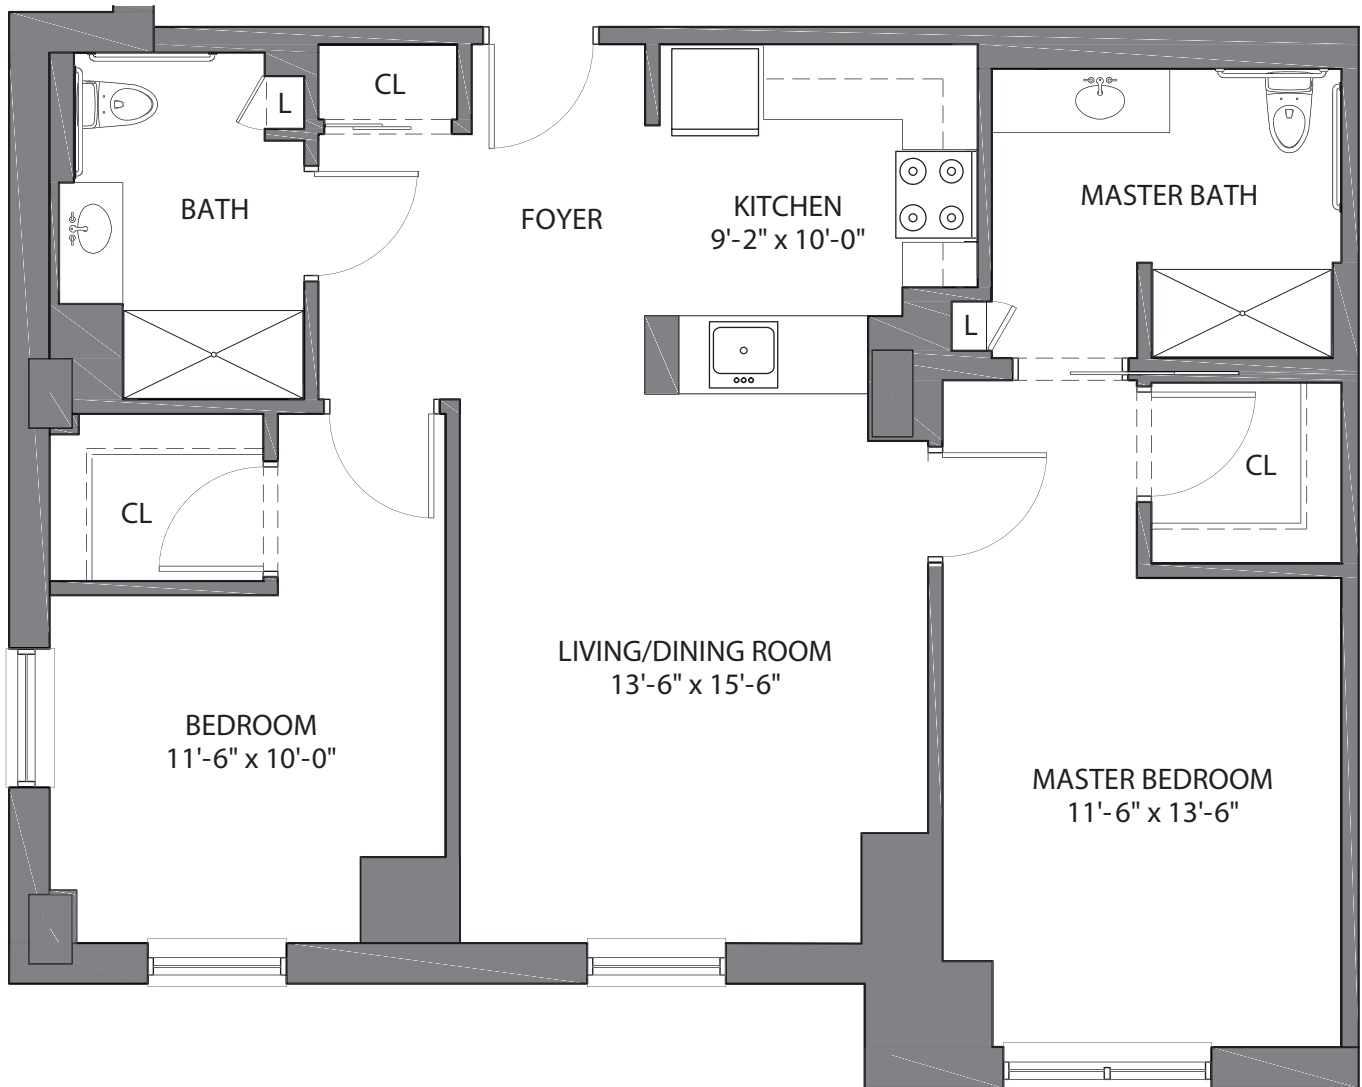 CL
L
BATH
FOYER
KITCHEN
9'-2" x 10'-0"
MASTER BATH
L
CL
CL
LIVING/DINING ROOM
13'-6" x 15'-6"
BEDROOM
11'-6" x 10'-0"
MASTER BEDROOM
11'-6" x 13'-6"